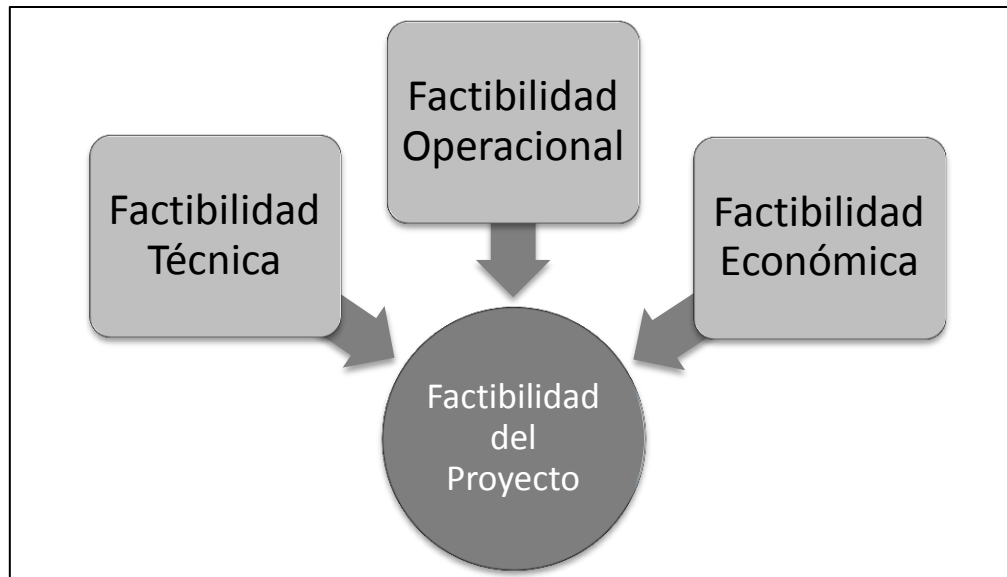 Factibilidad
Operacional
Factibilidad
Técnica
Factibilidad
Económica
Factibilidad
del
Proyecto